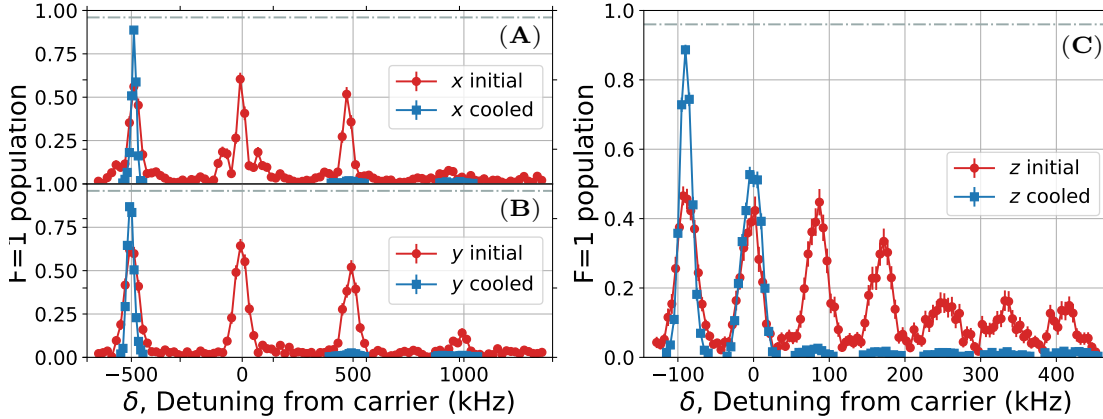 1.00
0.75
0.50
0.25
1.00
0.75
0.50
0.25
0.00
F=1 population
(A)
x initial
x cooled
(B)
y initial
y cooled
−500
0
500
1000
δ, Detuning from carrier (kHz)
1.0
0.8
0.6
0.4
0.2
0.0
F=1 population
(C)
z initial
z cooled
−100
0
100
200
300
400
δ, Detuning from carrier (kHz)